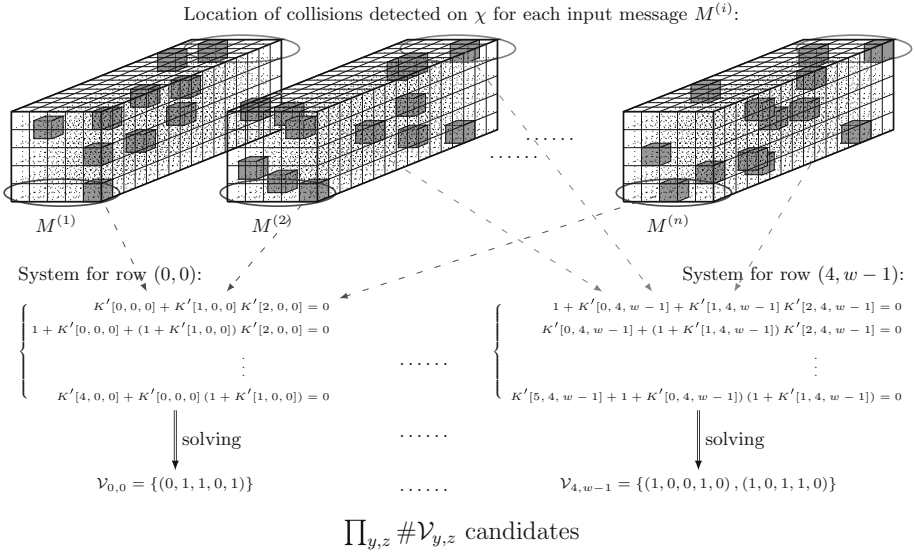 Location of collisions detected on χ for each input message M^(i):
......
......
M^(1)
M^(2)
M^(n)
System for row (0, 0):
System for row (4, w − 1):
K′[0, 0, 0] + K′[1, 0, 0] K′[2, 0, 0] = 0
1 + K′[0, 4, w − 1] + K′[1, 4, w − 1] K′[2, 4, w − 1] = 0
1 + K′[0, 0, 0] + (1 + K′[1, 0, 0]) K′[2, 0, 0] = 0
K′[0, 4, w − 1] + (1 + K′[1, 4, w − 1]) K′[2, 4, w − 1] = 0
⋮
......
⋮
K′[4, 0, 0] + K′[0, 0, 0] (1 + K′[1, 0, 0]) = 0
K′[5, 4, w − 1] + 1 + K′[0, 4, w − 1]) (1 + K′[1, 4, w − 1]) = 0
solving
......
solving
𝒱_{0,0} = {(0, 1, 1, 0, 1)}
......
𝒱_{4,w−1} = {(1, 0, 0, 1, 0) , (1, 0, 1, 1, 0)}
∏_{y,z} #𝒱_{y,z} candidates